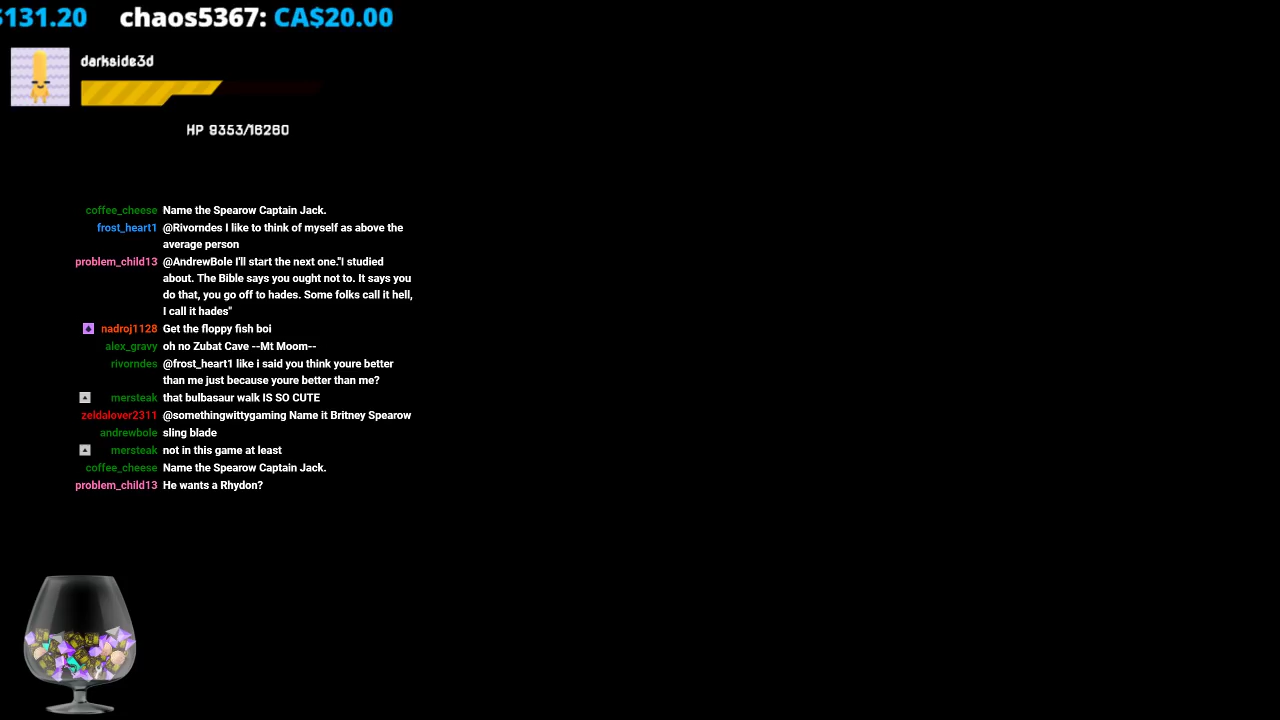 $131.20 chaos5367: CA$20.00
darkside3d
HP 9353/16260
coffee_cheese Name the Spearow Captain Jack.
frost_heart1 @Rivorndes I like to think of myself as above the
average person
problem_child13 @AndrewBole I'll start the next one."I studied
about. The Bible says you ought not to. It says you
do that, you go off to hades. Some folks call it hell,
I call it hades"
nadroj1128 Get the floppy fish boi
alex_gravy oh no Zubat Cave --Mt Moom--
rivorndes @frost_heart1 like i said you think youre better
than me just because youre better than me?
mersteak that bulbasaur walk IS SO CUTE
zeldalover2311 @somethingwittygaming Name it Britney Spearow
andrewbole sling blade
mersteak not in this game at least
coffee_cheese Name the Spearow Captain Jack.
problem_child13 He wants a Rhydon?